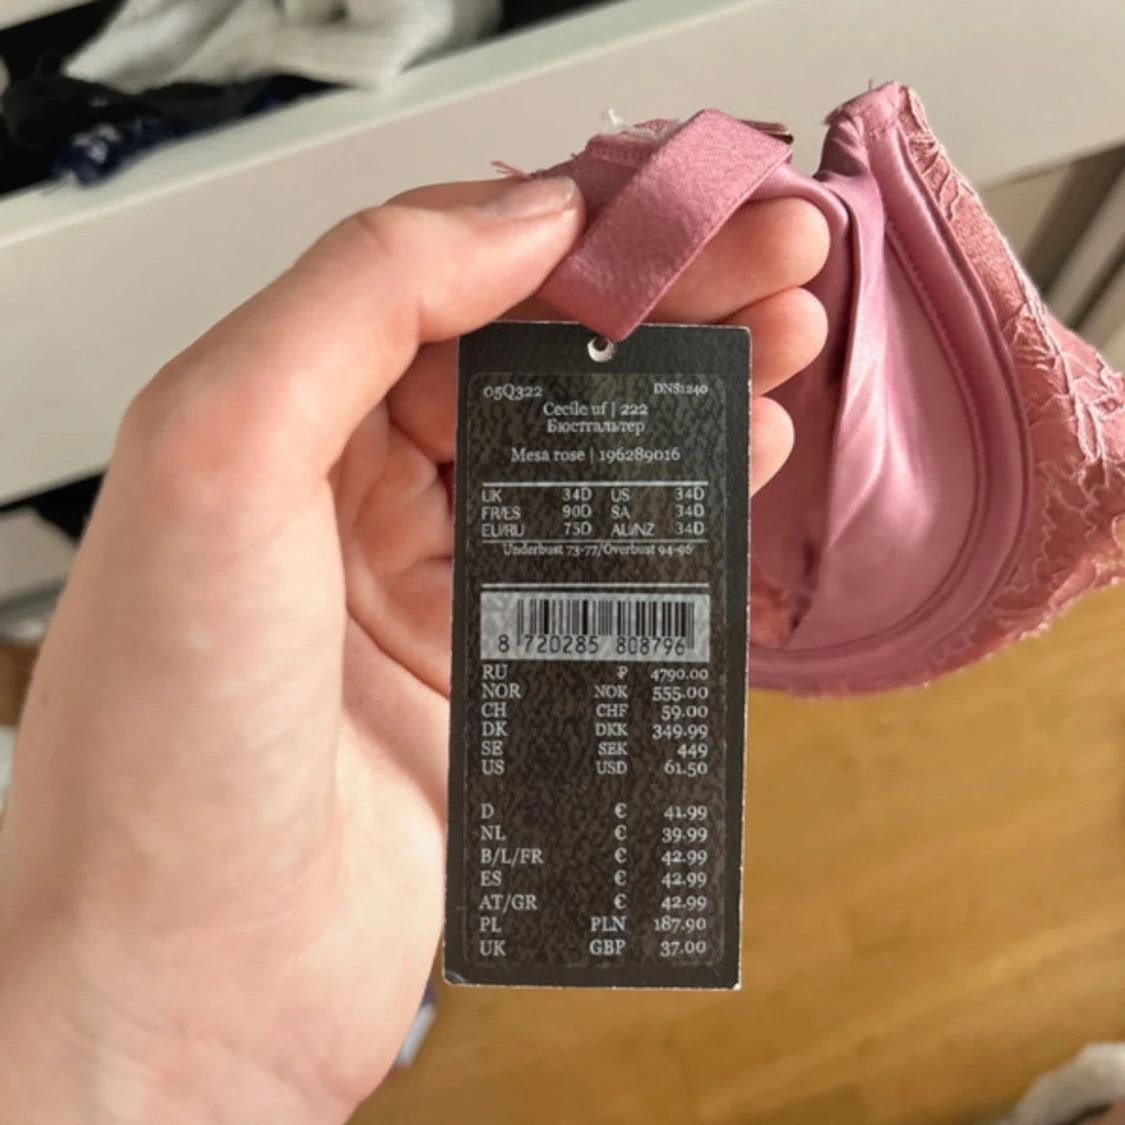 05Q322 DNS1240
Cecile uf | 222
Бюстгальтер
Mesa rose | 196289016
UK 34D US 34D
FR/ES 90D SA 34D
EU/RU 75D AU/NZ 34D
Underbust 73-77/Overbust 94-96
8 720285 808796
RU ₽ 4790.00
NOR NOK 555.00
CH CHF 59.00
DK DKK 349.99
SE SEK 449
US USD 61.50
D € 41.99
NL € 39.99
B/L/FR € 42.99
ES € 42.99
AT/GR € 42.99
PL PLN 187.90
UK GBP 37.00